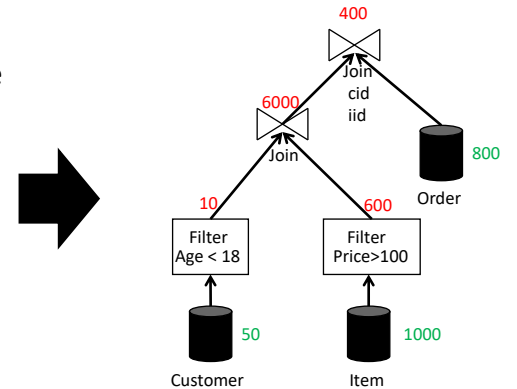 400
e
Join
cid
iid
6000
Join
800
Order
10
600
Filter
Age < 18
Filter
Price>100
50
1000
Customer
Item